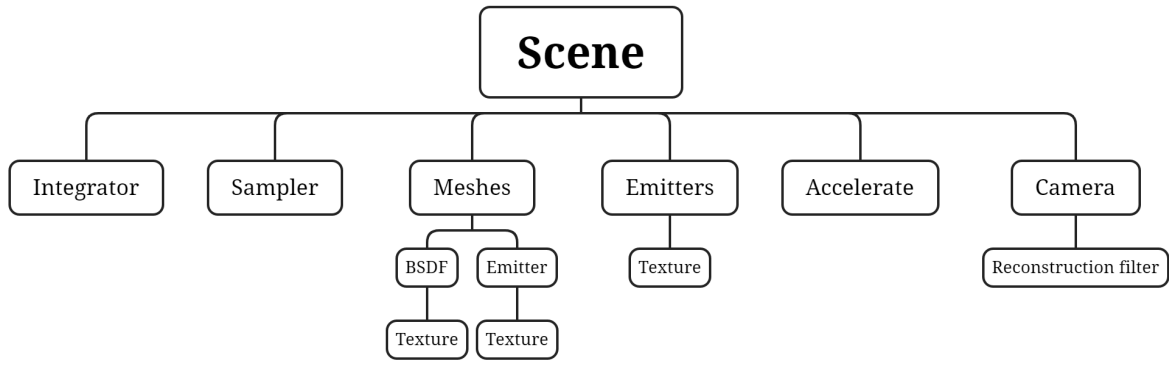 Scene
Integrator
Sampler
Meshes
Emitters
Accelerate
Camera
BSDF
Emitter
Texture
Reconstruction filter
Texture
Texture